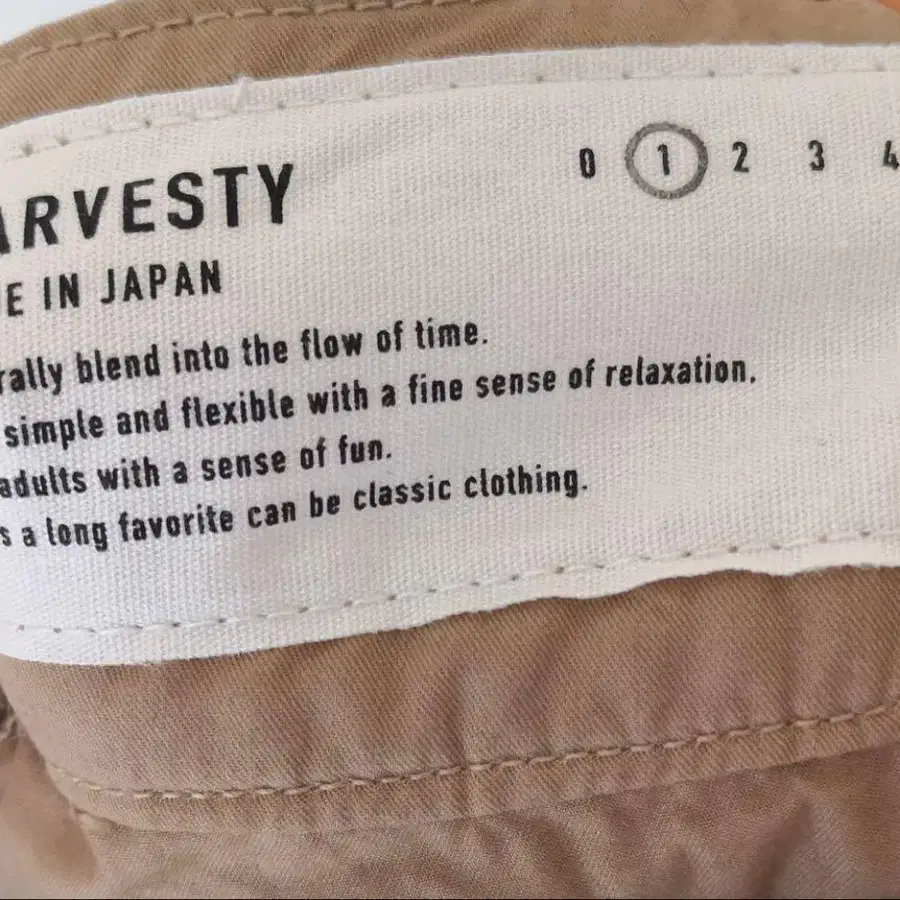 ARVESTY
0 1 2 3 4
E IN JAPAN
rally blend into the flow of time.
simple and flexible with a fine sense of relaxation.
adults with a sense of fun.
s a long favorite can be classic clothing.